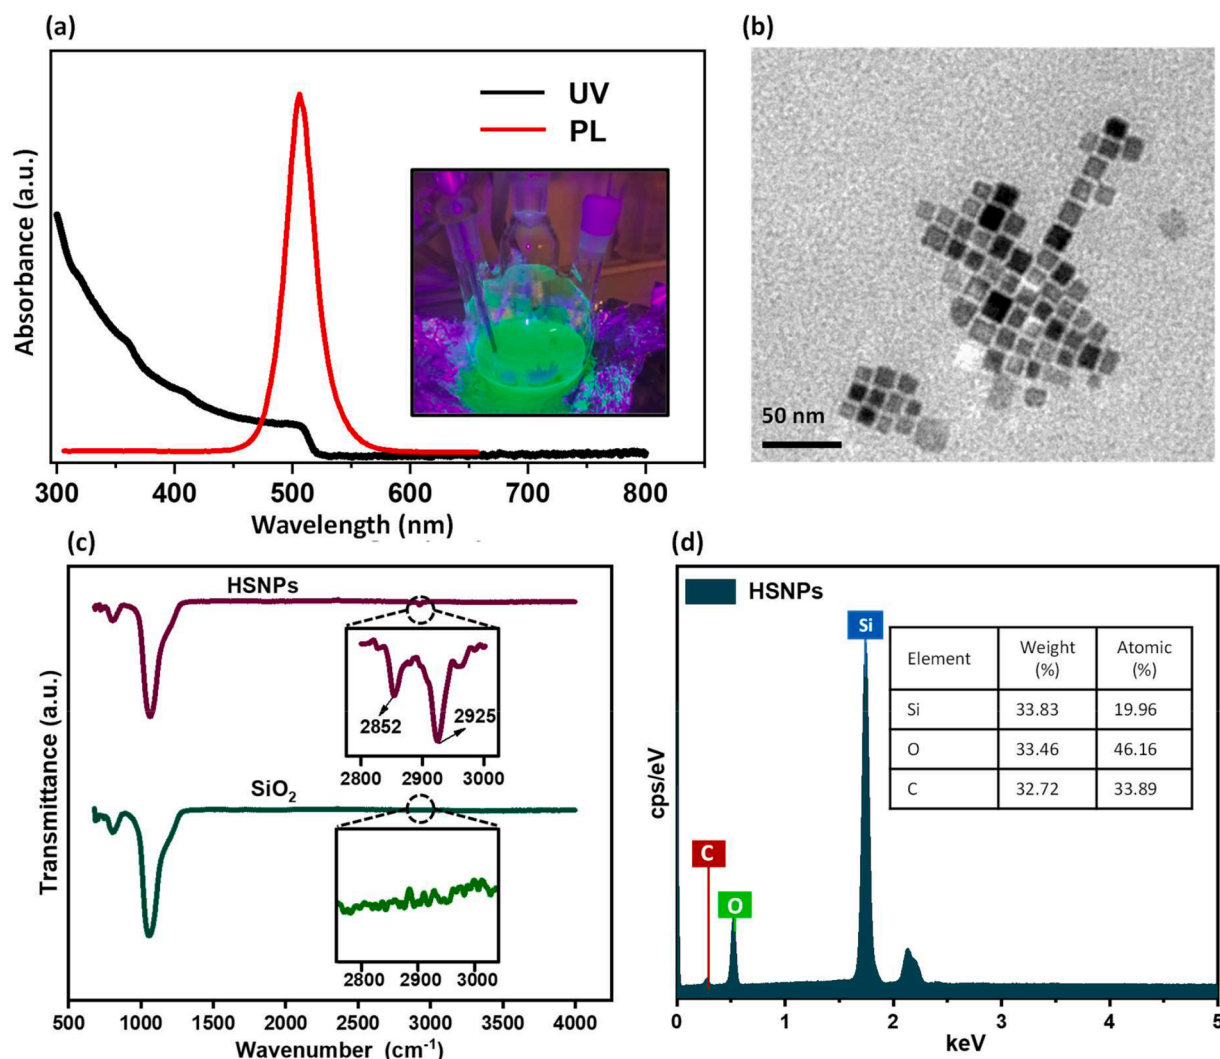 (a)
UV
PL
Absorbance (a.u.)
300 400 500 600 700 800
Wavelength (nm)
(b)
50 nm
(c)
HSNPs
2852
2925
2800 2900 3000
SiO₂
2800 2900 3000
Transmittance (a.u.)
500 1000 1500 2000 2500 3000 3500 4000
Wavenumber (cm⁻¹)
(d)
HSNPs
Si
Element Weight (%) Atomic (%)
Si 33.83 19.96
O 33.46 46.16
C 32.72 33.89
C
O
cps/eV
0 1 2 3 4 5
keV